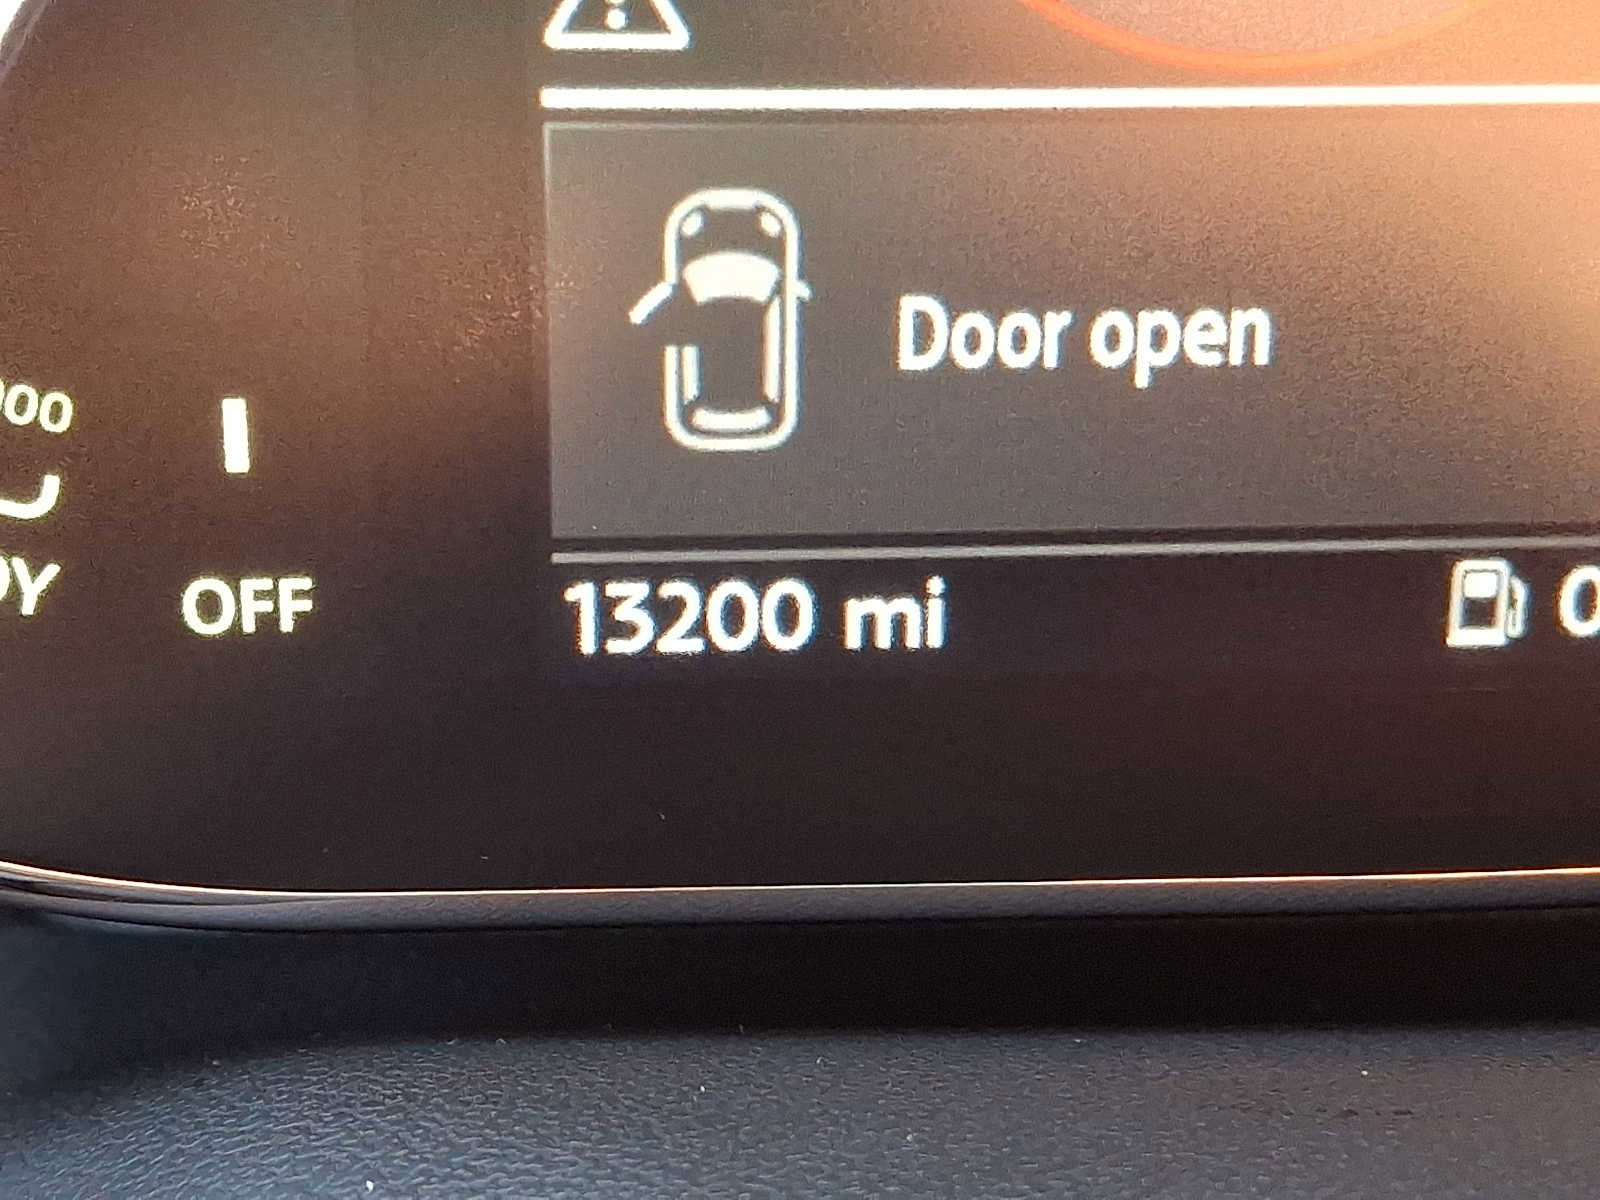 Door open
OFF
13200 mi